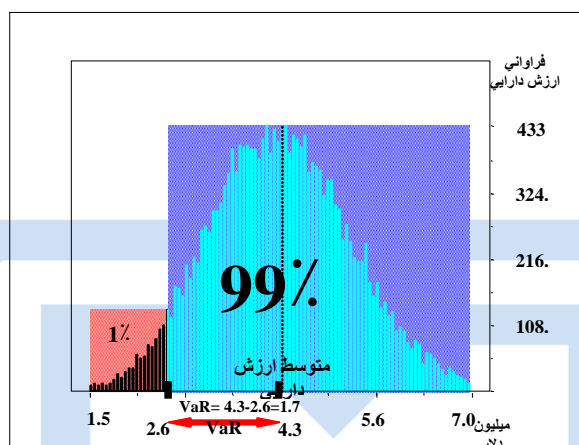 فراواني
ارزش دارايي
433
324.
216.
108.
99٪
1٪
متوسط ارزش
دارايي
VaR= 4.3-2.6=1.7
VaR
1.5
2.6
4.3
5.6
7.0
ميليون